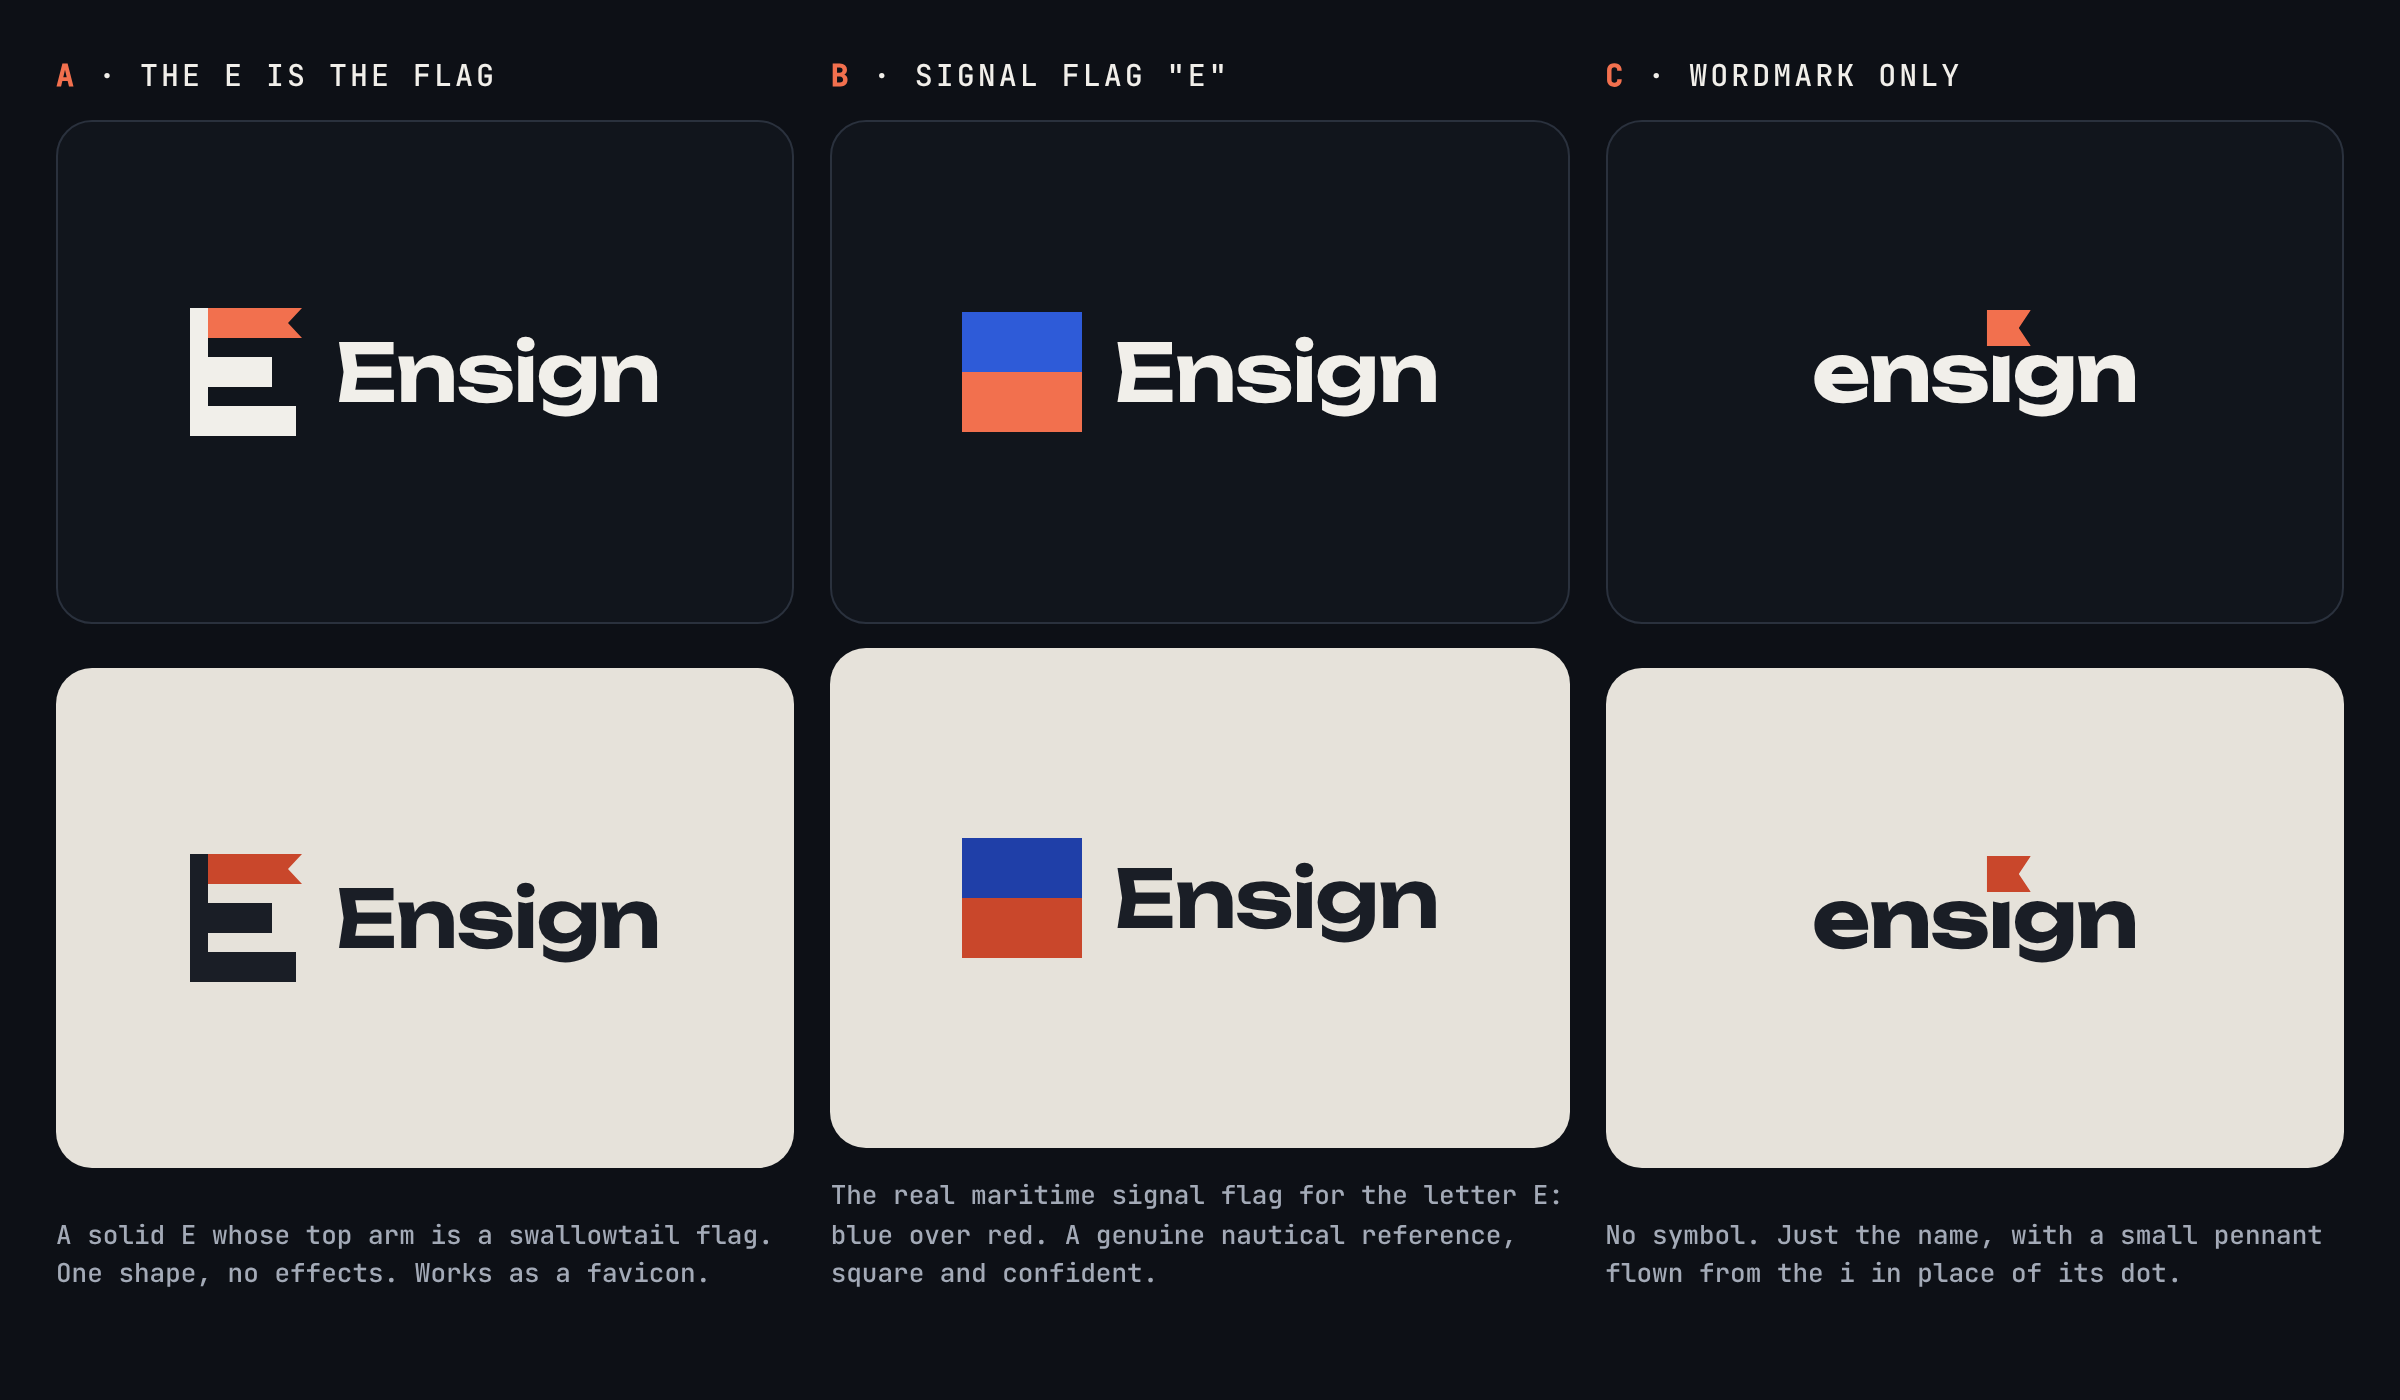 A · THE E IS THE FLAG
B · SIGNAL FLAG "E"
C · WORDMARK ONLY
E Ensign
Ensign
ensign
E Ensign
Ensign
ensign
A solid E whose top arm is a swallowtail flag.
One shape, no effects. Works as a favicon.
The real maritime signal flag for the letter E:
blue over red. A genuine nautical reference,
square and confident.
No symbol. Just the name, with a small pennant
flown from the i in place of its dot.